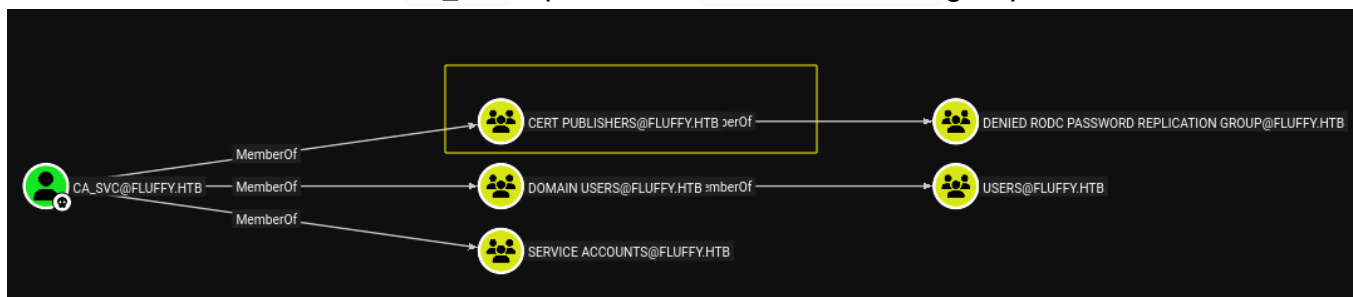 CERT PUBLISHERS@FLUFFY.HTB
DENIED RODC PASSWORD REPLICATION GROUP@FLUFFY.HTB
MemberOf
CA_SVC@FLUFFY.HTB
MemberOf
DOMAIN USERS@FLUFFY.HTB
USERS@FLUFFY.HTB
MemberOf
SERVICE ACCOUNTS@FLUFFY.HTB